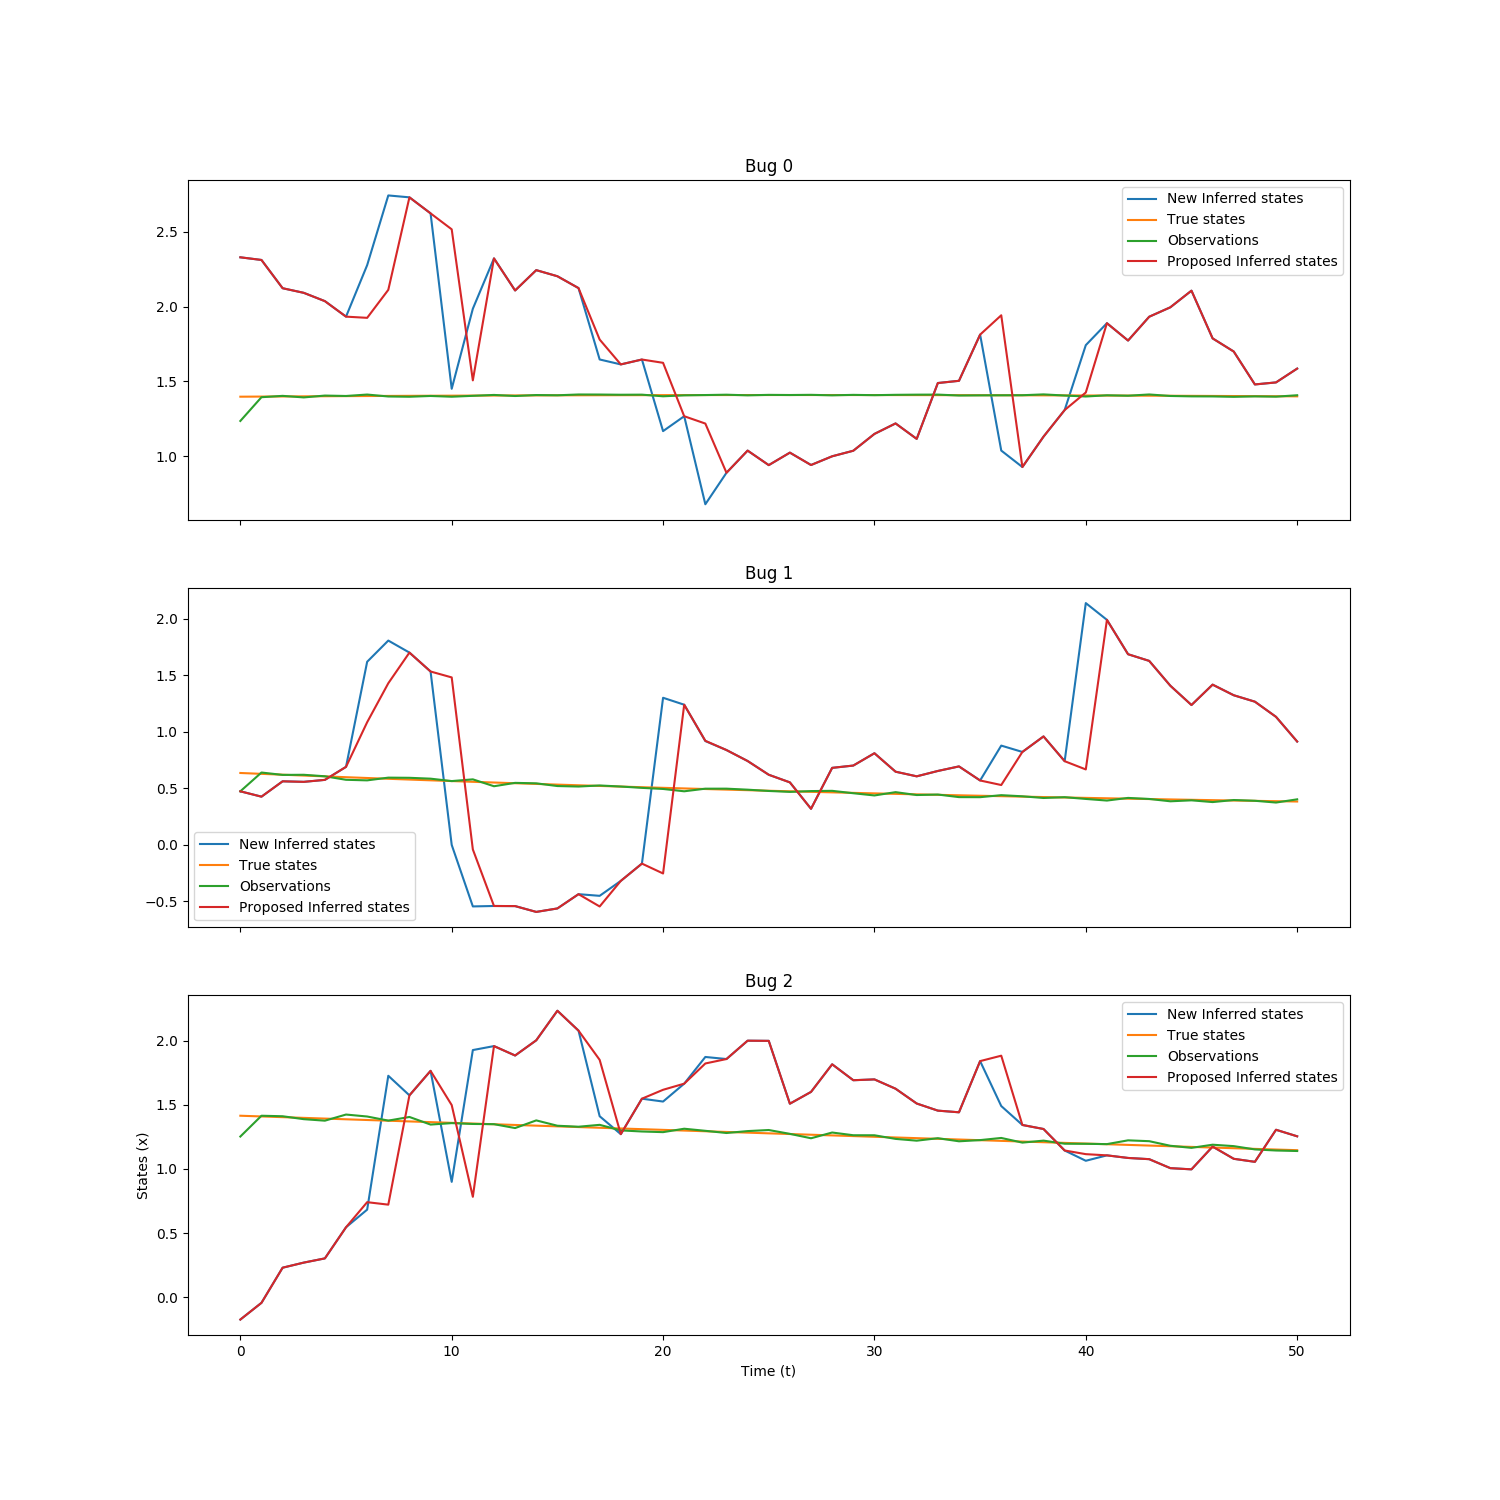 Bug 0
New Inferred states
True states
Observations
Proposed Inferred states
2.5
2.0
1.5
1.0
Bug 1
2.0
1.5
1.0
0.5
0.0
−0.5
New Inferred states
True states
Observations
Proposed Inferred states
Bug 2
New Inferred states
True states
Observations
Proposed Inferred states
2.0
1.5
1.0
0.5
0.0
States (x)
0 10 20 30 40 50
Time (t)